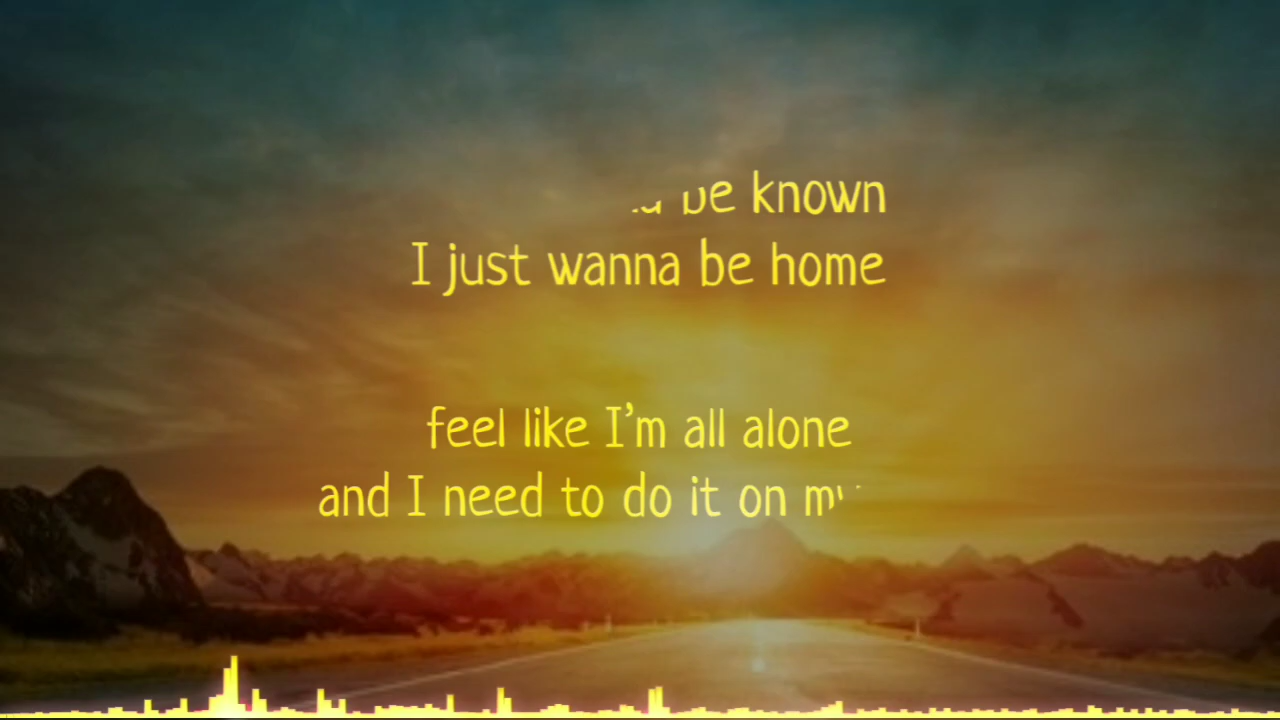 be known
I just wanna be home
feel like I'm all alone
and I need to do it on